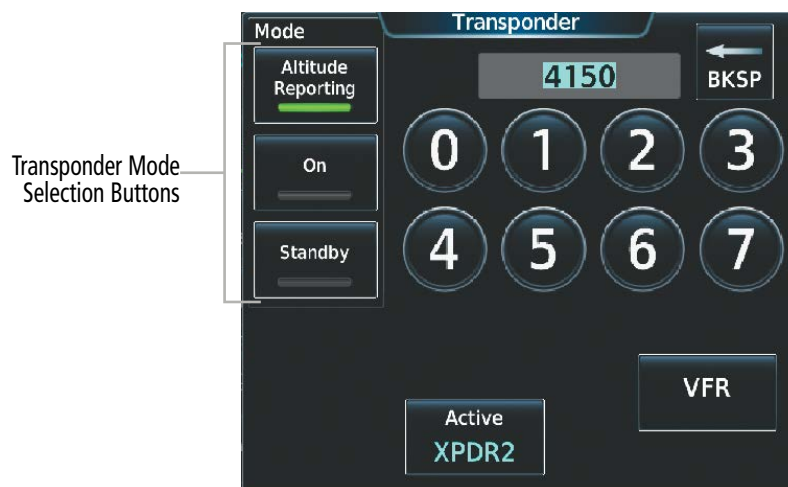 Transponder Mode
Selection Buttons
Mode
Altitude
Reporting
On
Standby
Transponder
4150
BKSP
0 1 2 3
4 5 6 7
VFR
Active
XPDR2